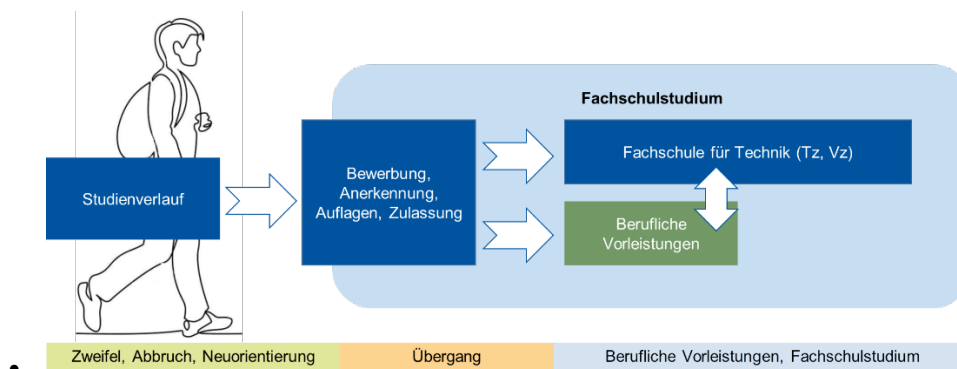 Fachschulstudium
Studienverlauf
Bewerbung,
Anerkennung,
Auflagen, Zulassung
Fachschule für Technik (Tz, Vz)
Berufliche
Vorleistungen
Zweifel, Abbruch, Neuorientierung
Übergang
Berufliche Vorleistungen, Fachschulstudium